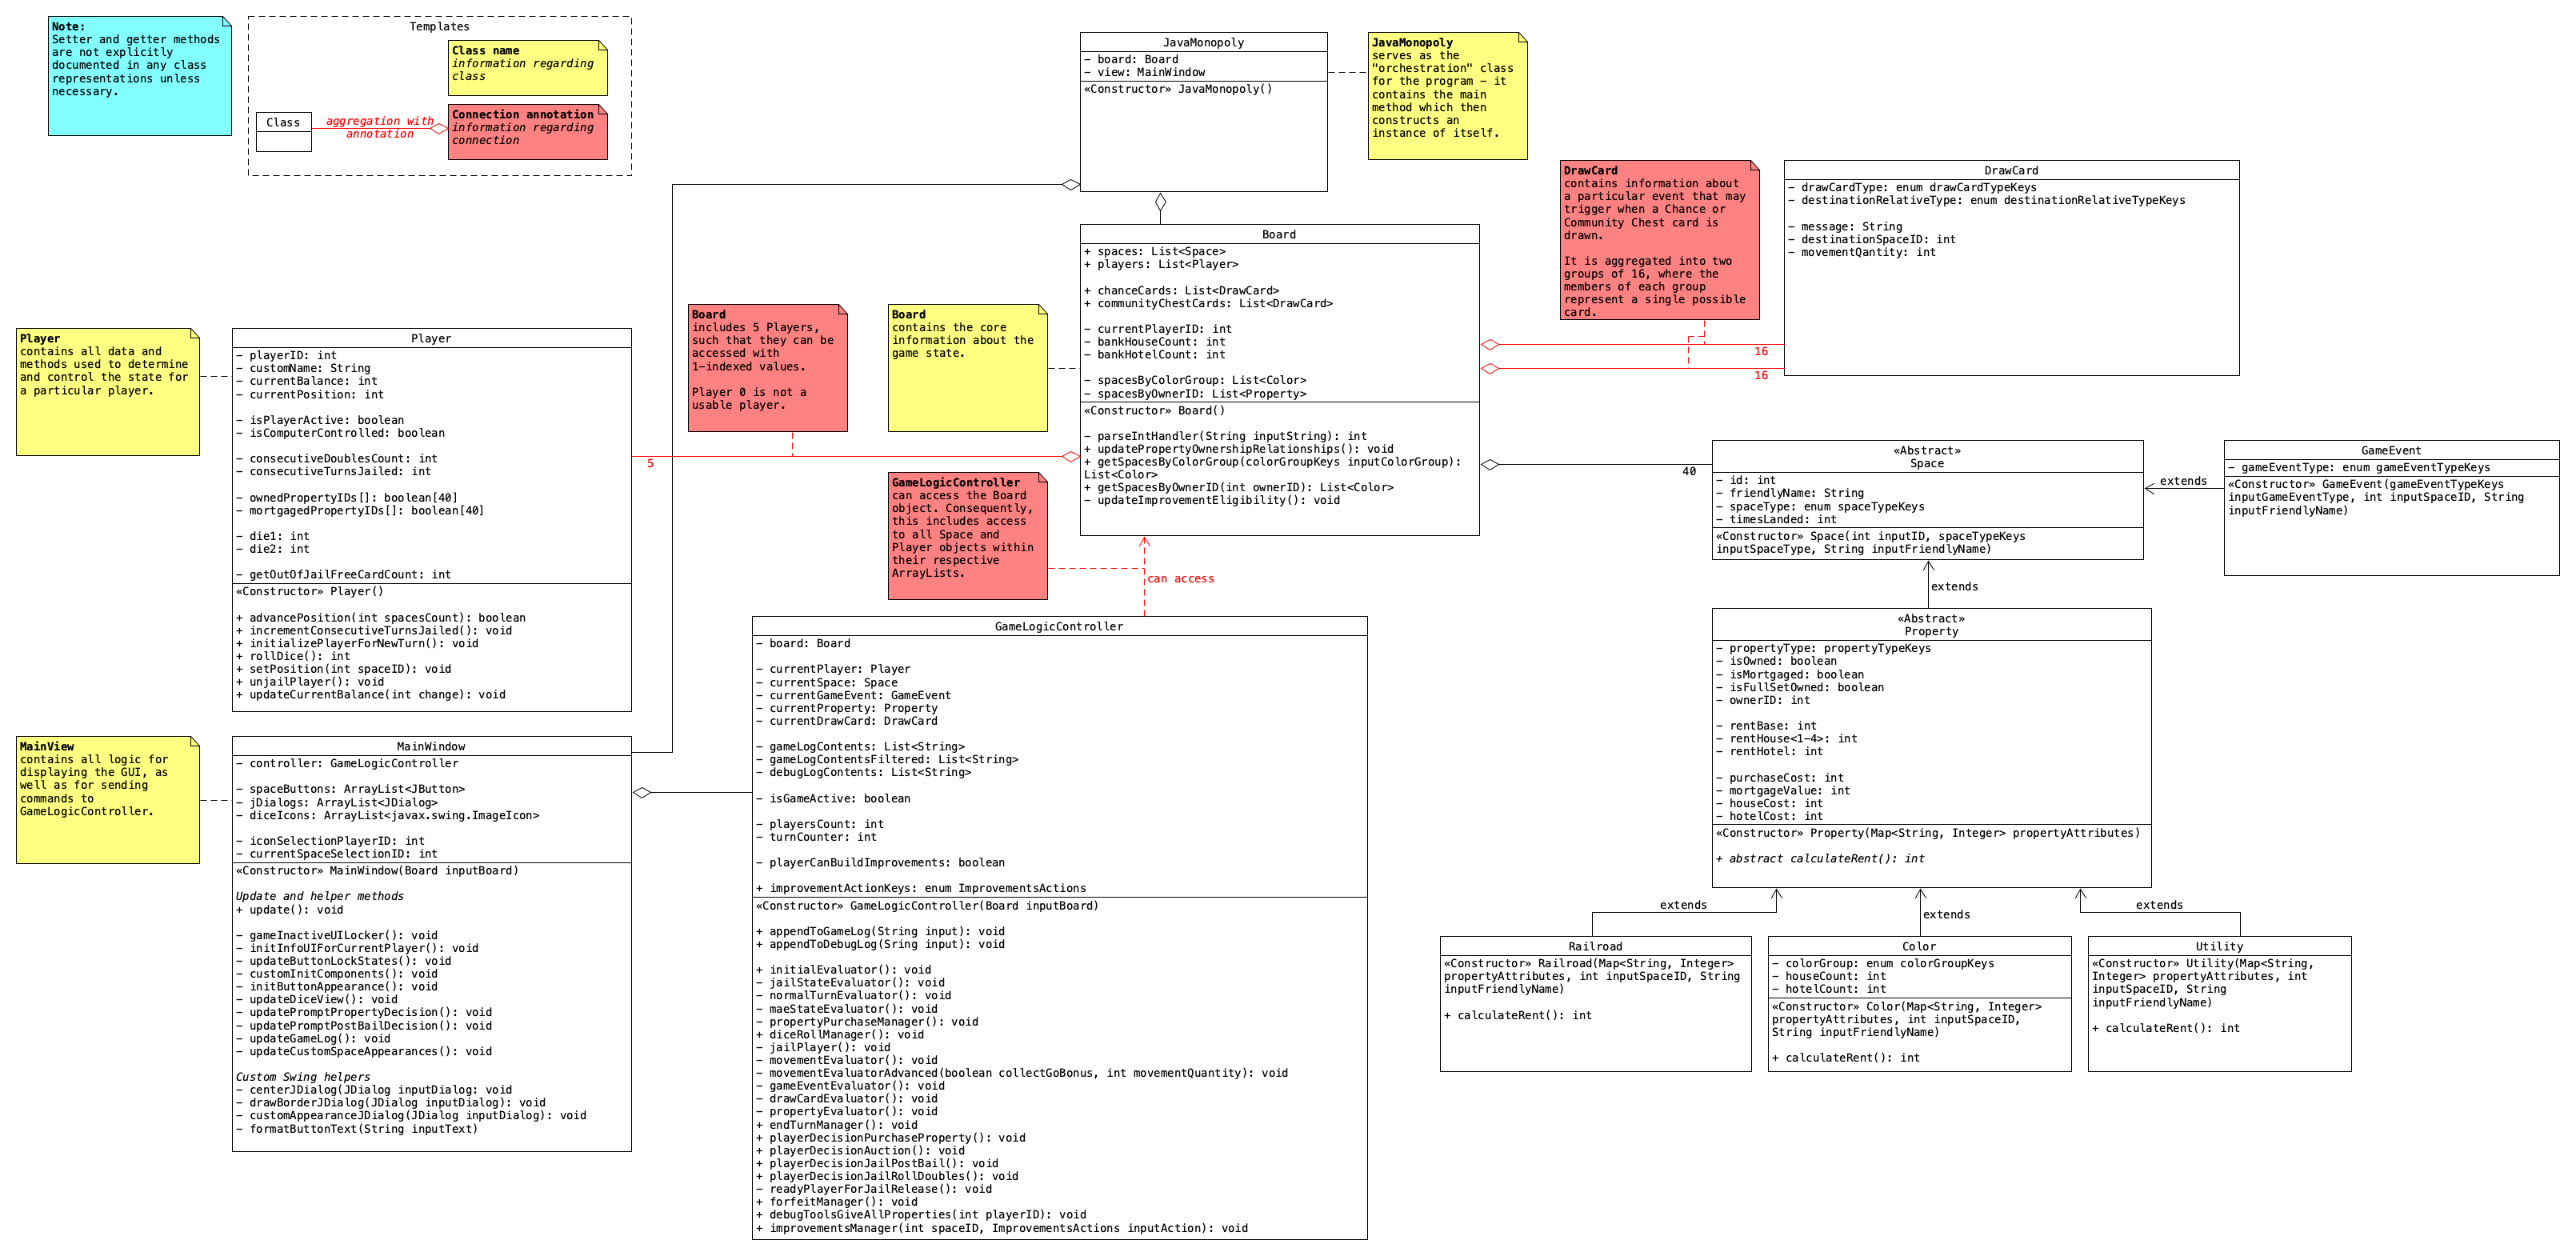 Note:
Setter and getter methods
are not explicitly
documented in any class
representations unless
necessary.
Templates
Class name
information regarding
class
Class
aggregation with
annotation
Connection annotation
information regarding
connection
JavaMonopoly
− board: Board
− view: MainWindow
«Constructor» JavaMonopoly()
JavaMonopoly
serves as the
"orchestration" class
for the program − it
contains the main
method which then
constructs an
instance of itself.
DrawCard
contains information about
a particular event that may
trigger when a Chance or
Community Chest card is
drawn.
It is aggregated into two
groups of 16, where the
members of each group
represent a single possible
card.
DrawCard
− drawCardType: enum drawCardTypeKeys
− destinationRelativeType: enum destinationRelativeTypeKeys
− message: String
− destinationSpaceID: int
− movementQantity: int
16
16
Board
+ spaces: List<Space>
+ players: List<Player>
+ chanceCards: List<DrawCard>
+ communityChestCards: List<DrawCard>
− currentPlayerID: int
− bankHouseCount: int
− bankHotelCount: int
− spacesByColorGroup: List<Color>
− spacesByOwnerID: List<Property>
«Constructor» Board()
− parseIntHandler(String inputString): int
+ updatePropertyOwnershipRelationships(): void
+ getSpacesByColorGroup(colorGroupKeys inputColorGroup):
List<Color>
+ getSpacesByOwnerID(int ownerID): List<Color>
− updateImprovementEligibility(): void
Board
contains the core
information about the
game state.
Board
includes 5 Players,
such that they can be
accessed with
1−indexed values.
Player 0 is not a
usable player.
5
Player
contains all data and
methods used to determine
and control the state for
a particular player.
Player
− playerID: int
− customName: String
− currentBalance: int
− currentPosition: int
− isPlayerActive: boolean
− isComputerControlled: boolean
− consecutiveDoublesCount: int
− consecutiveTurnsJailed: int
− ownedPropertyIDs[]: boolean[40]
− mortgagedPropertyIDs[]: boolean[40]
− die1: int
− die2: int
− getOutOfJailFreeCardCount: int
«Constructor» Player()
+ advancePosition(int spacesCount): boolean
+ incrementConsecutiveTurnsJailed(): void
+ initializePlayerForNewTurn(): void
+ rollDice(): int
+ setPosition(int spaceID): void
+ unjailPlayer(): void
+ updateCurrentBalance(int change): void
GameLogicController
can access the Board
object. Consequently,
this includes access
to all Space and
Player objects within
their respective
ArrayLists.
can access
40
«Abstract»
Space
− id: int
− friendlyName: String
− spaceType: enum spaceTypeKeys
− timesLanded: int
«Constructor» Space(int inputID, spaceTypeKeys
inputSpaceType, String inputFriendlyName)
extends
GameEvent
− gameEventType: enum gameEventTypeKeys
«Constructor» GameEvent(gameEventTypeKeys
inputGameEventType, int inputSpaceID, String
inputFriendlyName)
extends
«Abstract»
Property
− propertyType: propertyTypeKeys
− isOwned: boolean
− isMortgaged: boolean
− isFullSetOwned: boolean
− ownerID: int
− rentBase: int
− rentHouse<1−4>: int
− rentHotel: int
− purchaseCost: int
− mortgageValue: int
− houseCost: int
− hotelCost: int
«Constructor» Property(Map<String, Integer> propertyAttributes)
+ abstract calculateRent(): int
extends
extends
extends
Railroad
«Constructor» Railroad(Map<String, Integer>
propertyAttributes, int inputSpaceID, String
inputFriendlyName)
+ calculateRent(): int
Color
− colorGroup: enum colorGroupKeys
− houseCount: int
− hotelCount: int
«Constructor» Color(Map<String, Integer>
propertyAttributes, int inputSpaceID,
String inputFriendlyName)
+ calculateRent(): int
Utility
«Constructor» Utility(Map<String,
Integer> propertyAttributes, int
inputSpaceID, String
inputFriendlyName)
+ calculateRent(): int
MainView
contains all logic for
displaying the GUI, as
well as for sending
commands to
GameLogicController.
MainWindow
− controller: GameLogicController
− spaceButtons: ArrayList<JButton>
− jDialogs: ArrayList<JDialog>
− diceIcons: ArrayList<javax.swing.ImageIcon>
− iconSelectionPlayerID: int
− currentSpaceSelectionID: int
«Constructor» MainWindow(Board inputBoard)
Update and helper methods
+ update(): void
− gameInactiveUILocker(): void
− initInfoUIForCurrentPlayer(): void
− updateButtonLockStates(): void
− customInitComponents(): void
− initButtonAppearance(): void
− updateDiceView(): void
− updatePromptPropertyDecision(): void
− updatePromptPostBailDecision(): void
− updateGameLog(): void
− updateCustomSpaceAppearances(): void
Custom Swing helpers
− centerJDialog(JDialog inputDialog: void
− drawBorderJDialog(JDialog inputDialog): void
− customAppearanceJDialog(JDialog inputDialog): void
− formatButtonText(String inputText)
GameLogicController
− board: Board
− currentPlayer: Player
− currentSpace: Space
− currentGameEvent: GameEvent
− currentProperty: Property
− currentDrawCard: DrawCard
− gameLogContents: List<String>
− gameLogContentsFiltered: List<String>
− debugLogContents: List<String>
− isGameActive: boolean
− playersCount: int
− turnCounter: int
− playerCanBuildImprovements: boolean
+ improvementActionKeys: enum ImprovementsActions
«Constructor» GameLogicController(Board inputBoard)
+ appendToGameLog(String input): void
+ appendToDebugLog(Sring input): void
+ initialEvaluator(): void
− jailStateEvaluator(): void
− normalTurnEvaluator(): void
− maeStateEvaluator(): void
− propertyPurchaseManager(): void
+ diceRollManager(): void
− jailPlayer(): void
− movementEvaluator(): void
− movementEvaluatorAdvanced(boolean collectGoBonus, int movementQuantity): void
− gameEventEvaluator(): void
− drawCardEvaluator(): void
− propertyEvaluator(): void
+ endTurnManager(): void
+ playerDecisionPurchaseProperty(): void
+ playerDecisionAuction(): void
+ playerDecisionJailPostBail(): void
+ playerDecisionJailRollDoubles(): void
− readyPlayerForJailRelease(): void
+ forfeitManager(): void
+ debugToolsGiveAllProperties(int playerID): void
+ improvementsManager(int spaceID, ImprovementsActions inputAction): void